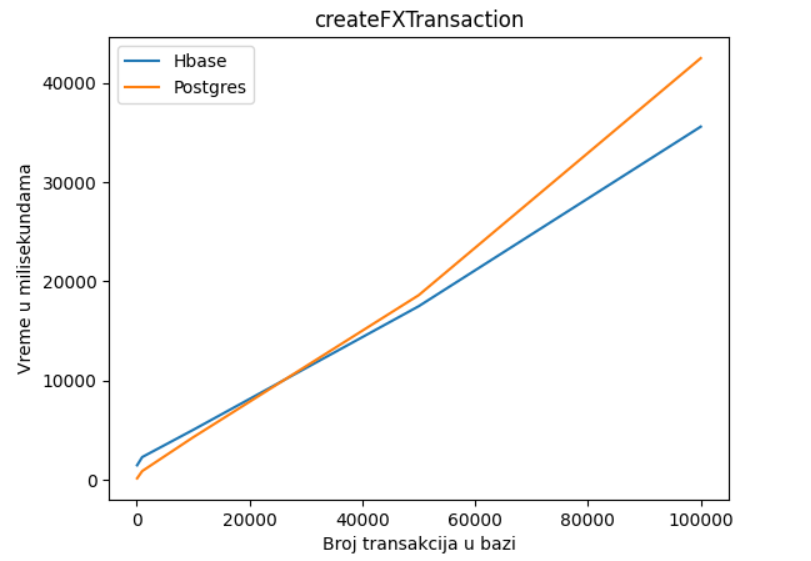 createFXTransaction
Hbase
Postgres
Vreme u milisekundama
40000
30000
20000
10000
0
0 20000 40000 60000 80000 100000
Broj transakcija u bazi